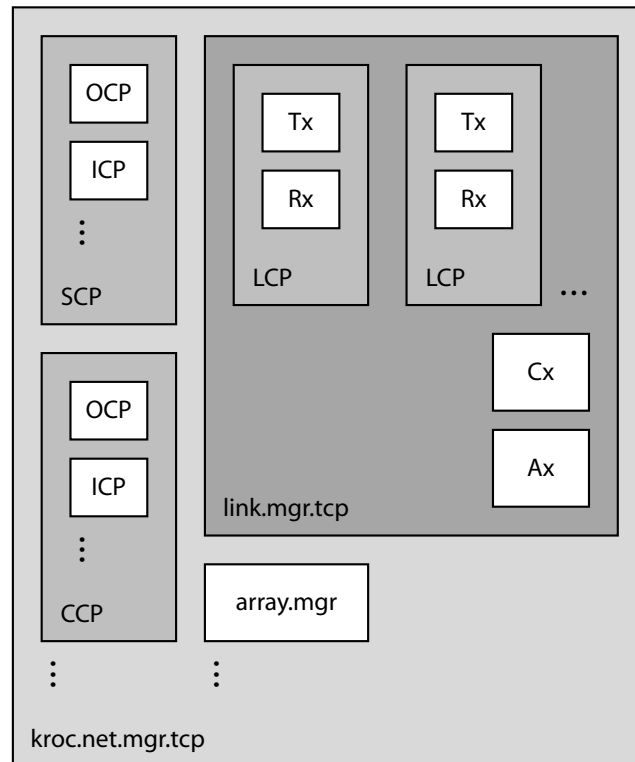 OCP
ICP
⋮
SCP
Tx
Rx
LCP
Tx
Rx
LCP
...
Cx
Ax
link.mgr.tcp
OCP
ICP
⋮
CCP
⋮
array.mgr
⋮
kroc.net.mgr.tcp